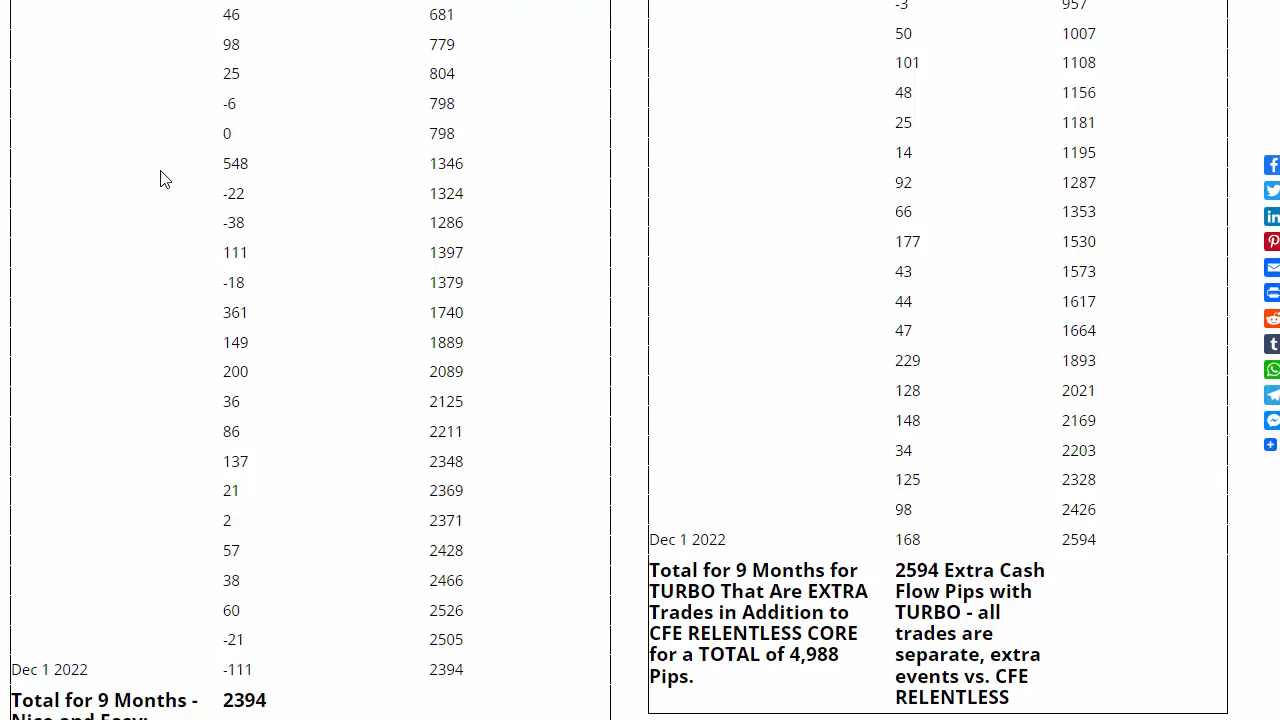 46 681
98 779
25 804
-6 798
0 798
548 1346
-22 1324
-38 1286
111 1397
-18 1379
361 1740
149 1889
200 2089
36 2125
86 2211
137 2348
21 2369
2 2371
57 2428
38 2466
60 2526
-21 2505
Dec 1 2022 -111 2394
Total for 9 Months - 2394
Nice and Easy:
-3 957
50 1007
101 1108
48 1156
25 1181
14 1195
92 1287
66 1353
177 1530
43 1573
44 1617
47 1664
229 1893
128 2021
148 2169
34 2203
125 2328
98 2426
Dec 1 2022 168 2594
Total for 9 Months for
TURBO That Are EXTRA
Trades in Addition to
CFE RELENTLESS CORE
for a TOTAL of 4,988
Pips.
2594 Extra Cash
Flow Pips with
TURBO - all
trades are
separate, extra
events vs. CFE
RELENTLESS